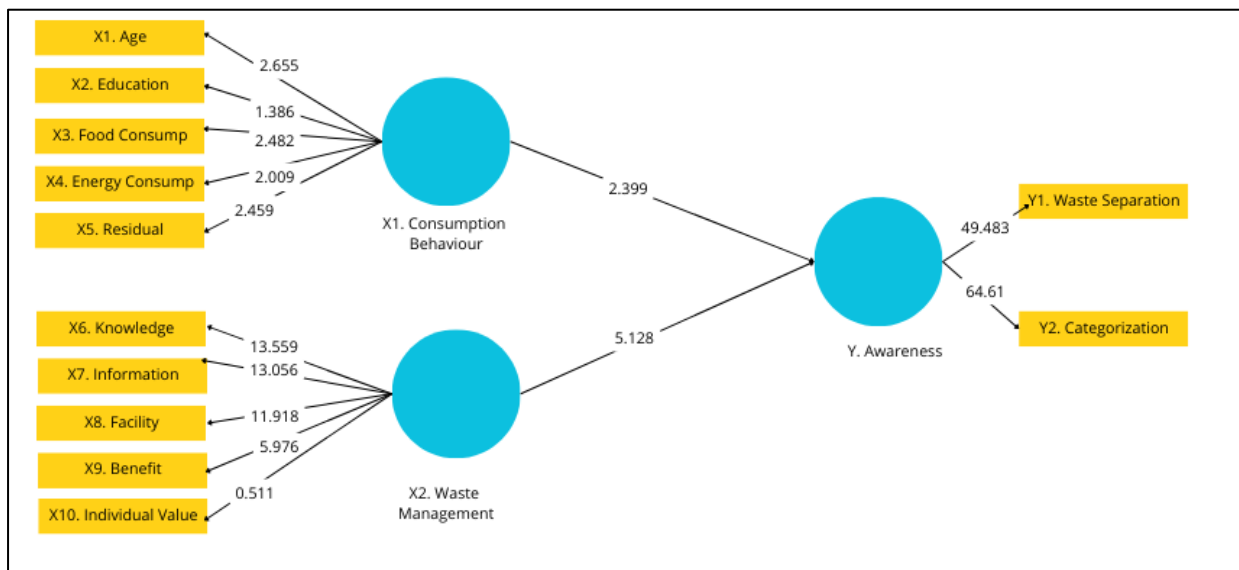 X1. Age
2.655
X2. Education
1.386
X3. Food Consump
2.482
X4. Energy Consump
2.009
X5. Residual
2.459
X1. Consumption
Behaviour
2.399
Y1. Waste Separation
49.483
64.61
Y2. Categorization
Y. Awareness
5.128
X6. Knowledge
13.559
X7. Information
13.056
X8. Facility
11.918
X9. Benefit
5.976
X10. Individual Value
0.511
X2. Waste
Management